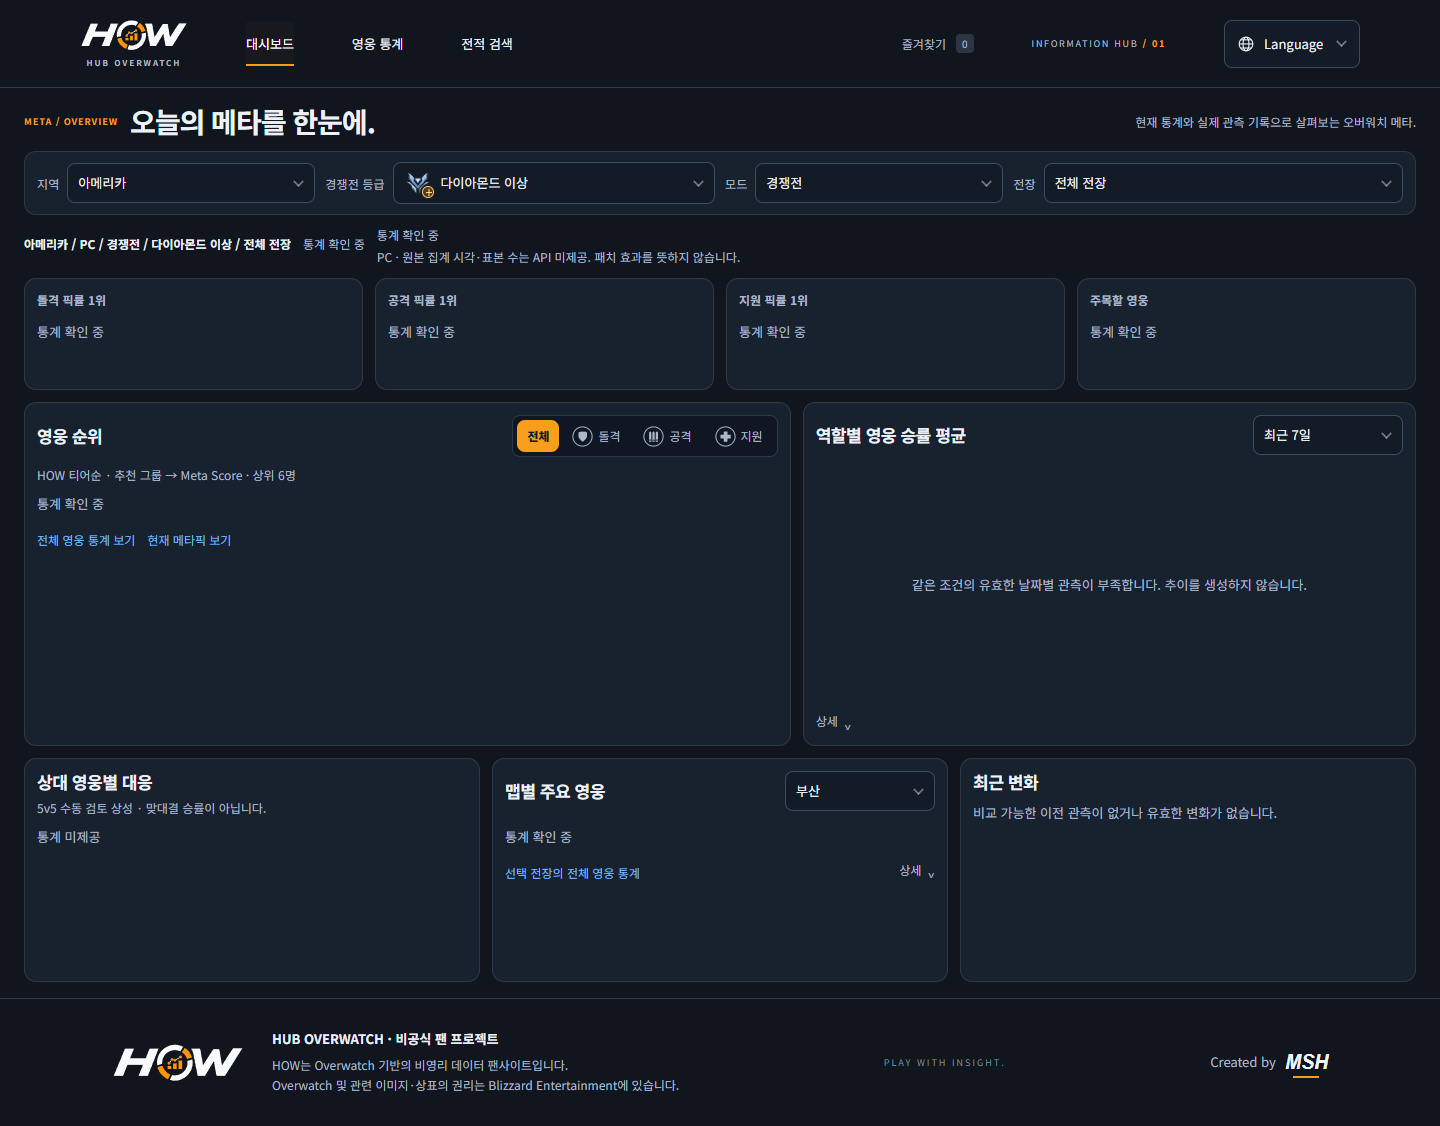 HOW
HUB OVERWATCH
대시보드
영웅 통계
전적 검색
즐겨찾기 0
INFORMATION HUB / 01
Language
META / OVERVIEW
오늘의 메타를 한눈에.
현재 통계와 실제 관측 기록으로 살펴보는 오버워치 메타.
지역
아메리카
경쟁전 등급
다이아몬드 이상
모드
경쟁전
전장
전체 전장
아메리카 / PC / 경쟁전 / 다이아몬드 이상 / 전체 전장
통계 확인 중
통계 확인 중
PC · 원본 집계 시각·표본 수는 API 미제공. 패치 효과를 뜻하지 않습니다.
돌격 픽률 1위
통계 확인 중
공격 픽률 1위
통계 확인 중
지원 픽률 1위
통계 확인 중
주목할 영웅
통계 확인 중
영웅 순위
전체
돌격
공격
지원
HOW 티어순 · 추천 그룹 → Meta Score · 상위 6명
통계 확인 중
전체 영웅 통계 보기
현재 메타픽 보기
역할별 영웅 승률 평균
최근 7일
같은 조건의 유효한 날짜별 관측이 부족합니다. 추이를 생성하지 않습니다.
상세
상대 영웅별 대응
5v5 수동 검토 상성 · 맞대결 승률이 아닙니다.
통계 미제공
맵별 주요 영웅
부산
통계 확인 중
선택 전장의 전체 영웅 통계
상세
최근 변화
비교 가능한 이전 관측이 없거나 유효한 변화가 없습니다.
HOW
HUB OVERWATCH · 비공식 팬 프로젝트
HOW는 Overwatch 기반의 비영리 데이터 팬사이트입니다.
Overwatch 및 관련 이미지·상표의 권리는 Blizzard Entertainment에 있습니다.
PLAY WITH INSIGHT.
Created by MSH